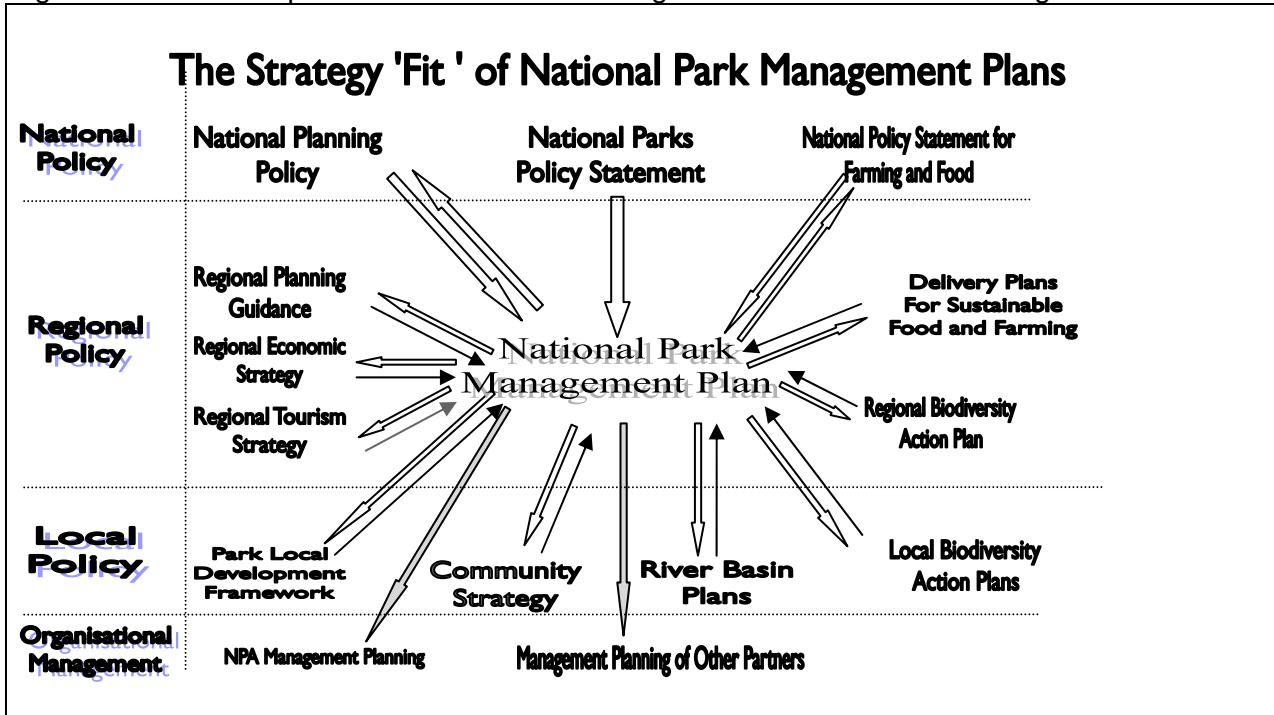 The Strategy 'Fit ' of National Park Management Plans
National
Policy
National Planning
Policy
National Parks
Policy Statement
National Policy Statement for
Farming and Food
Regional
Policy
Regional Planning
Guidance
Regional Economic
Strategy
Regional Tourism
Strategy
National Park
Management Plan
Delivery Plans
For Sustainable
Food and Farming
Regional Biodiversity
Action Plan
Local
Policy
Park Local
Development
Framework
Community
Strategy
River Basin
Plans
Local Biodiversity
Action Plans
Organisational
Management
NPA Management Planning
Management Planning of Other Partners